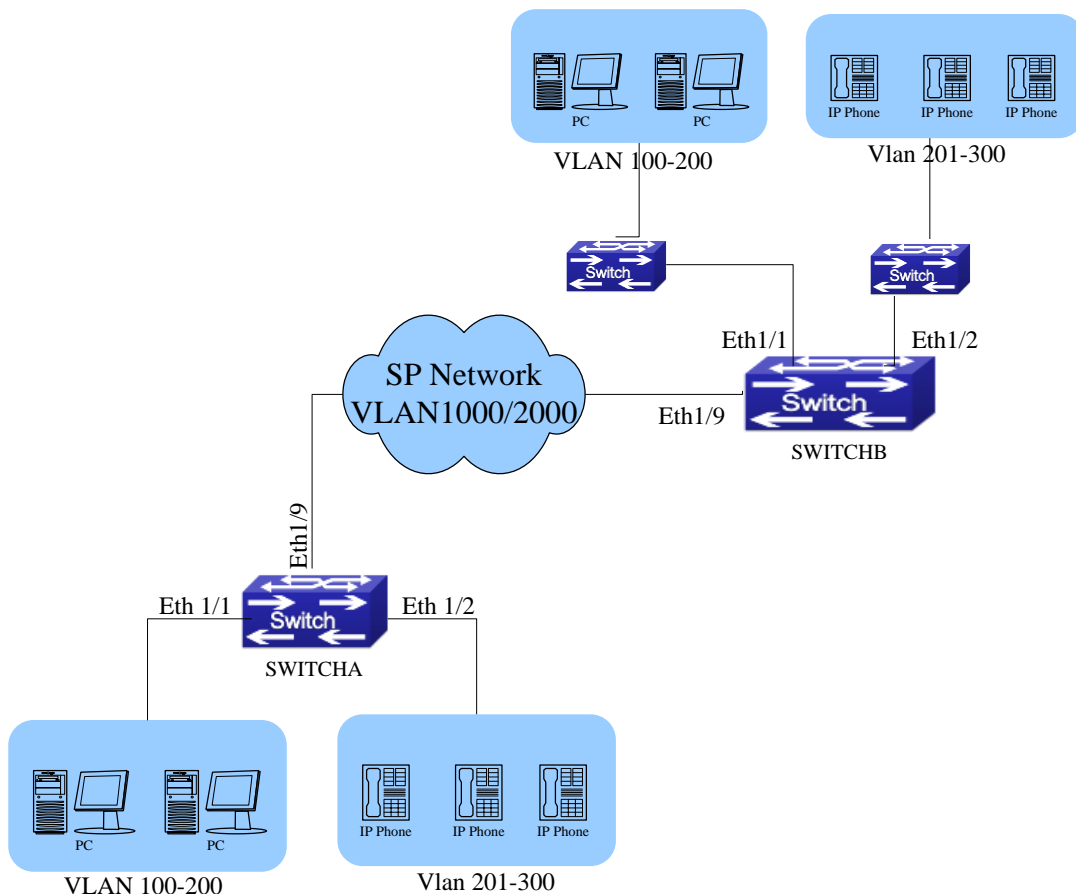 PC PC
VLAN 100-200
IP Phone IP Phone IP Phone
Vlan 201-300
Switch
Switch
Eth1/1
Eth1/2
SP Network
VLAN1000/2000
Eth1/9
Switch
SWITCHB
Eth1/9
Eth 1/1
Switch
Eth 1/2
SWITCHA
PC PC
VLAN 100-200
IP Phone IP Phone IP Phone
Vlan 201-300